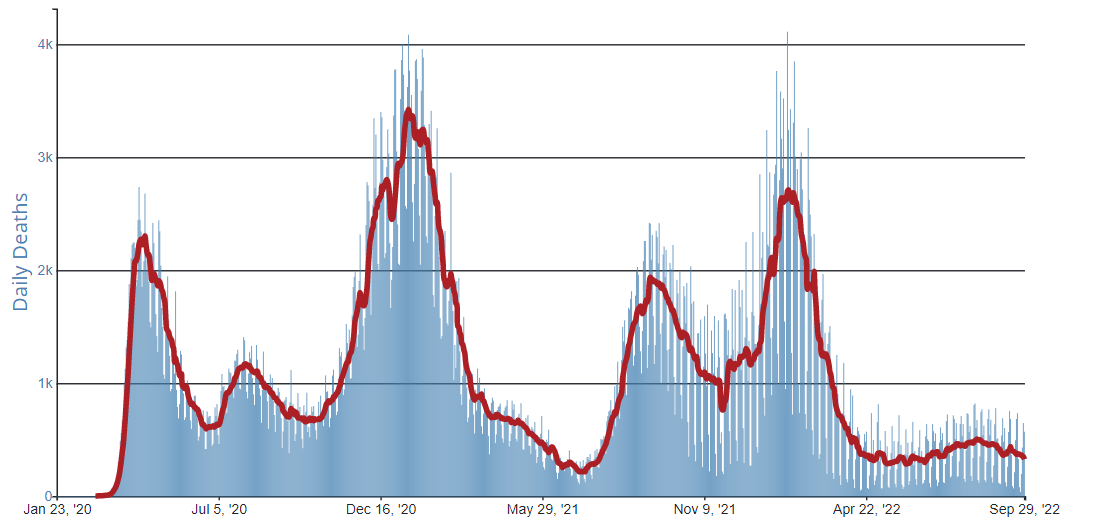 Daily Deaths
4k
3k
2k
1k
0
Jan 23, '20 Jul 5, '20 Dec 16, '20 May 29, '21 Nov 9, '21 Apr 22, '22 Sep 29, '22